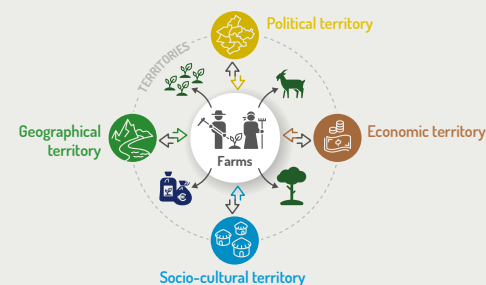 Political territory
TERRITORIES
Geographical
territory
Economic territory
Farms
€
Socio-cultural territory